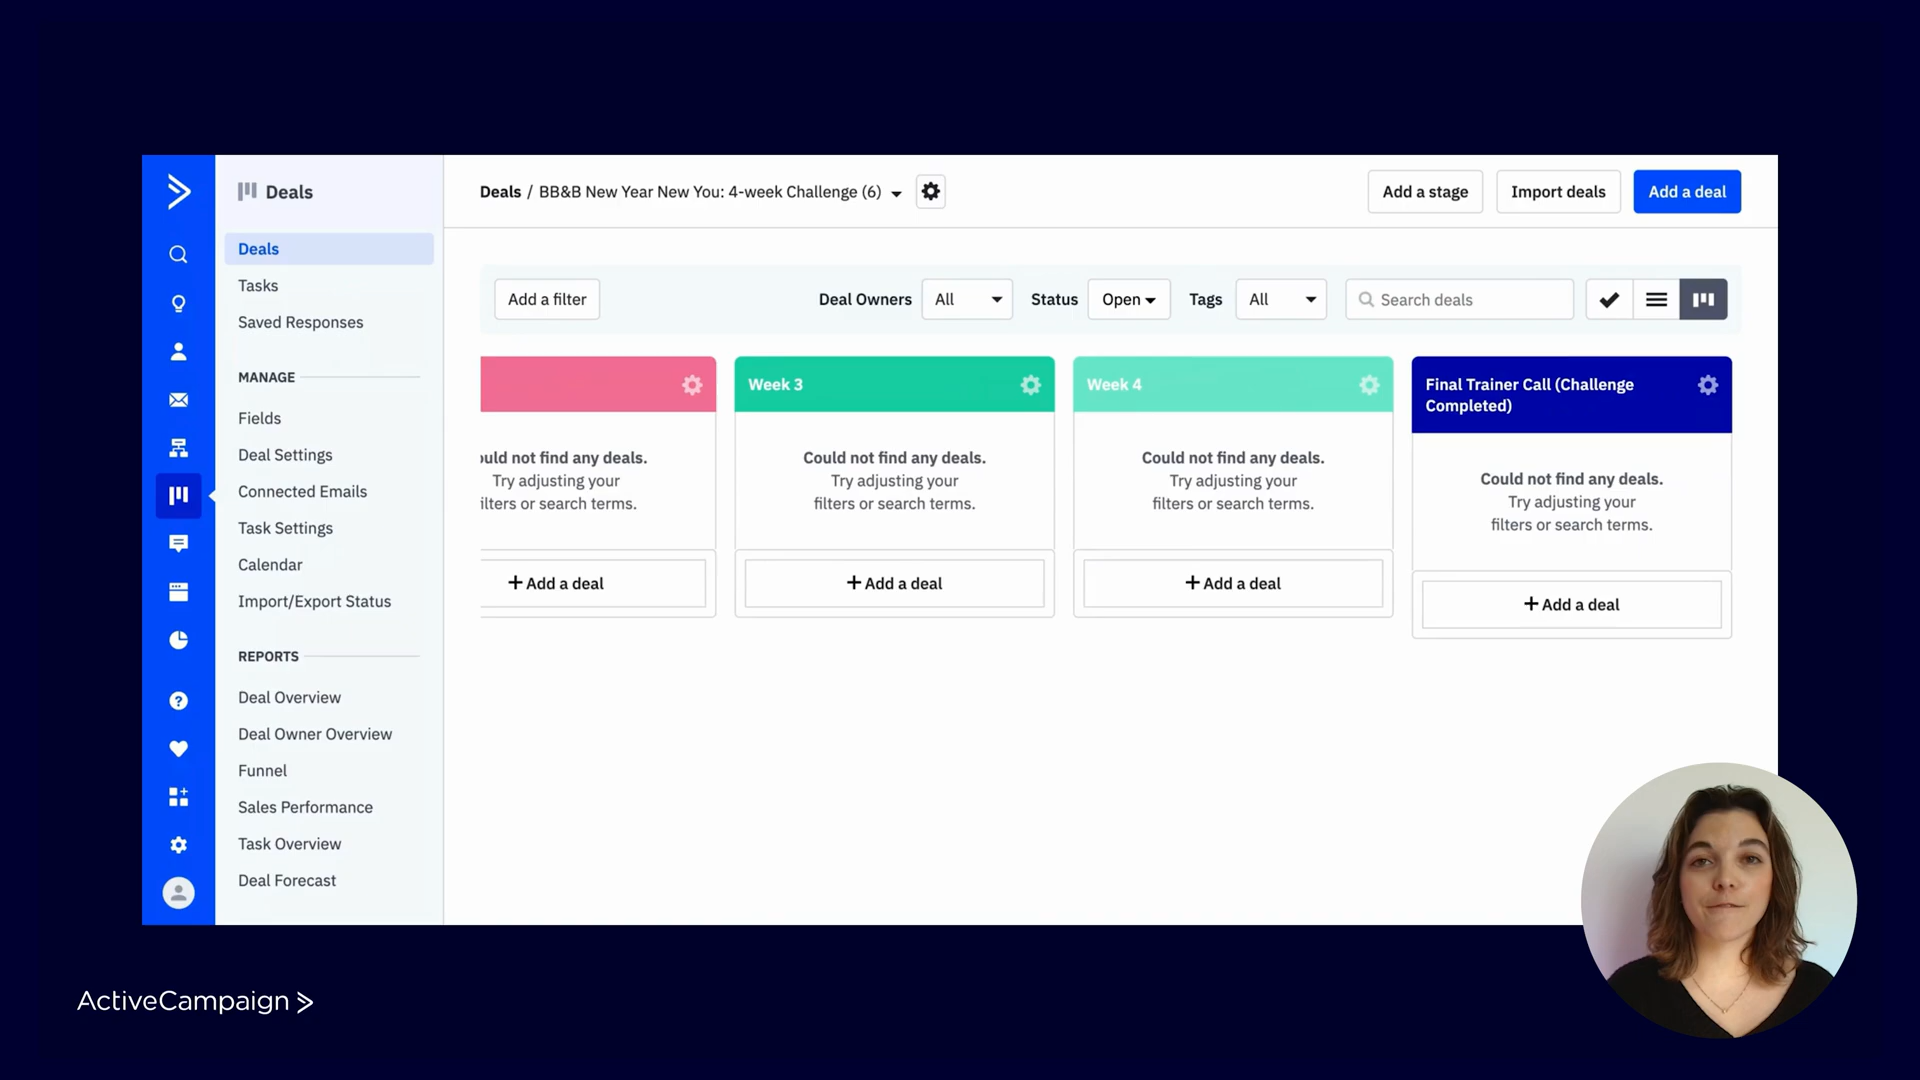 Deals
Deals
Tasks
Saved Responses
MANAGE
Fields
Deal Settings
Connected Emails
Task Settings
Calendar
Import/Export Status
REPORTS
Deal Overview
Deal Owner Overview
Funnel
Sales Performance
Task Overview
Deal Forecast
Deals / BB&B New Year New You: 4-week Challenge (6)
Add a stage
Import deals
Add a deal
Add a filter
Deal Owners
All
Status
Open
Tags
All
Search deals
ould not find any deals.
Try adjusting your
ilters or search terms.
+ Add a deal
Week 3
Could not find any deals.
Try adjusting your
filters or search terms.
+ Add a deal
Week 4
Could not find any deals.
Try adjusting your
filters or search terms.
+ Add a deal
Final Trainer Call (Challenge
Completed)
Could not find any deals.
Try adjusting your
filters or search terms.
+ Add a deal
ActiveCampaign >